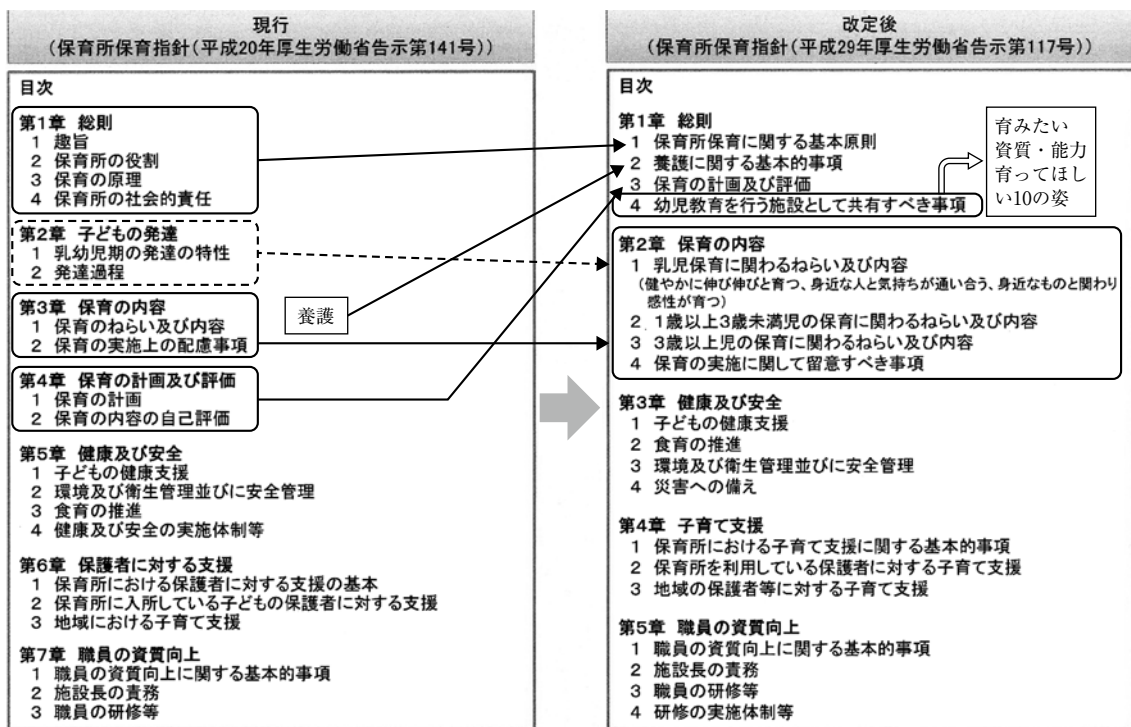 現行
(保育所保育指針(平成20年厚生労働省告示第141号))
目次
第1章 総則
1 趣旨
2 保育所の役割
3 保育の原理
4 保育所の社会的責任
第2章 子どもの発達
1 乳幼児期の発達の特性
2 発達過程
第3章 保育の内容
1 保育のねらい及び内容
2 保育の実施上の配慮事項
養護
第4章 保育の計画及び評価
1 保育の計画
2 保育の内容の自己評価
第5章 健康及び安全
1 子どもの健康支援
2 環境及び衛生管理並びに安全管理
3 食育の推進
4 健康及び安全の実施体制等
第6章 保護者に対する支援
1 保育所における保護者に対する支援の基本
2 保育所に入所している子どもの保護者に対する支援
3 地域における子育て支援
第7章 職員の資質向上
1 職員の資質向上に関する基本的事項
2 施設長の責務
3 職員の研修等
改定後
(保育所保育指針(平成29年厚生労働省告示第117号))
目次
第1章 総則
1 保育所保育に関する基本原則
2 養護に関する基本的事項
3 保育の計画及び評価
4 幼児教育を行う施設として共有すべき事項
育みたい
資質・能力
育ってほし
い10の姿
第2章 保育の内容
1 乳児保育に関わるねらい及び内容
(健やかに伸び伸びと育つ、身近な人と気持ちが通い合う、身近なものと関わり
感性が育つ)
2 1歳以上3歳未満児の保育に関わるねらい及び内容
3 3歳以上児の保育に関わるねらい及び内容
4 保育の実施に関して留意すべき事項
第3章 健康及び安全
1 子どもの健康支援
2 食育の推進
3 環境及び衛生管理並びに安全管理
4 災害への備え
第4章 子育て支援
1 保育所における子育て支援に関する基本的事項
2 保育所を利用している保護者に対する子育て支援
3 地域の保護者等に対する子育て支援
第5章 職員の資質向上
1 職員の資質向上に関する基本的事項
2 施設長の責務
3 職員の研修等
4 研修の実施体制等